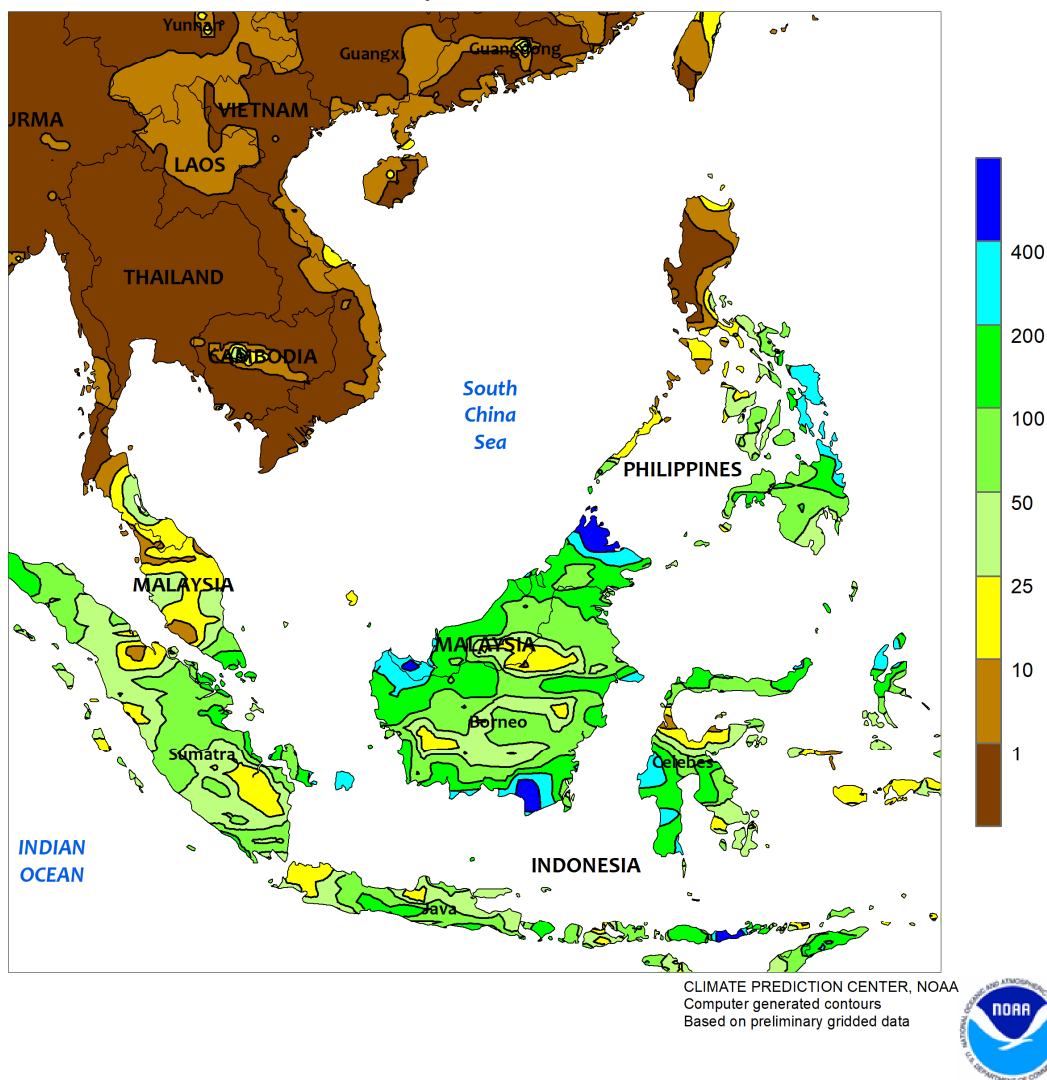 Yunnan
Guangxi
Guangdong
URMA
VIETNAM
LAOS
THAILAND
CAMBODIA
South
China
Sea
PHILIPPINES
MALAYSIA
MALAYSIA
Borneo
Sumatra
Celebes
INDIAN
OCEAN
INDONESIA
Java
400
200
100
50
25
10
1
CLIMATE PREDICTION CENTER, NOAA
Computer generated contours
Based on preliminary gridded data
NOAA